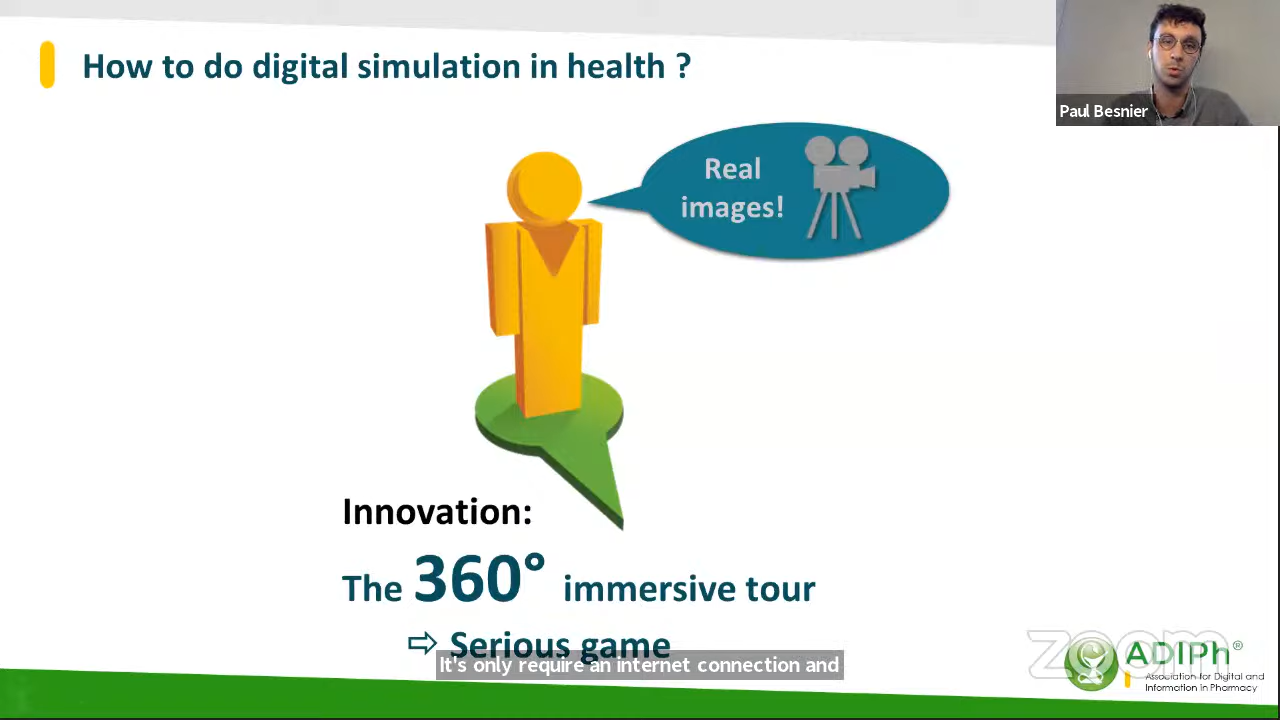 How to do digital simulation in health ?
Paul Besnier
Real
images!
Innovation:
The 360° immersive tour
⇨ Serious game
It's only require an internet connection and
zoom
ADIPh®
Association for Digital and
Information in Pharmacy